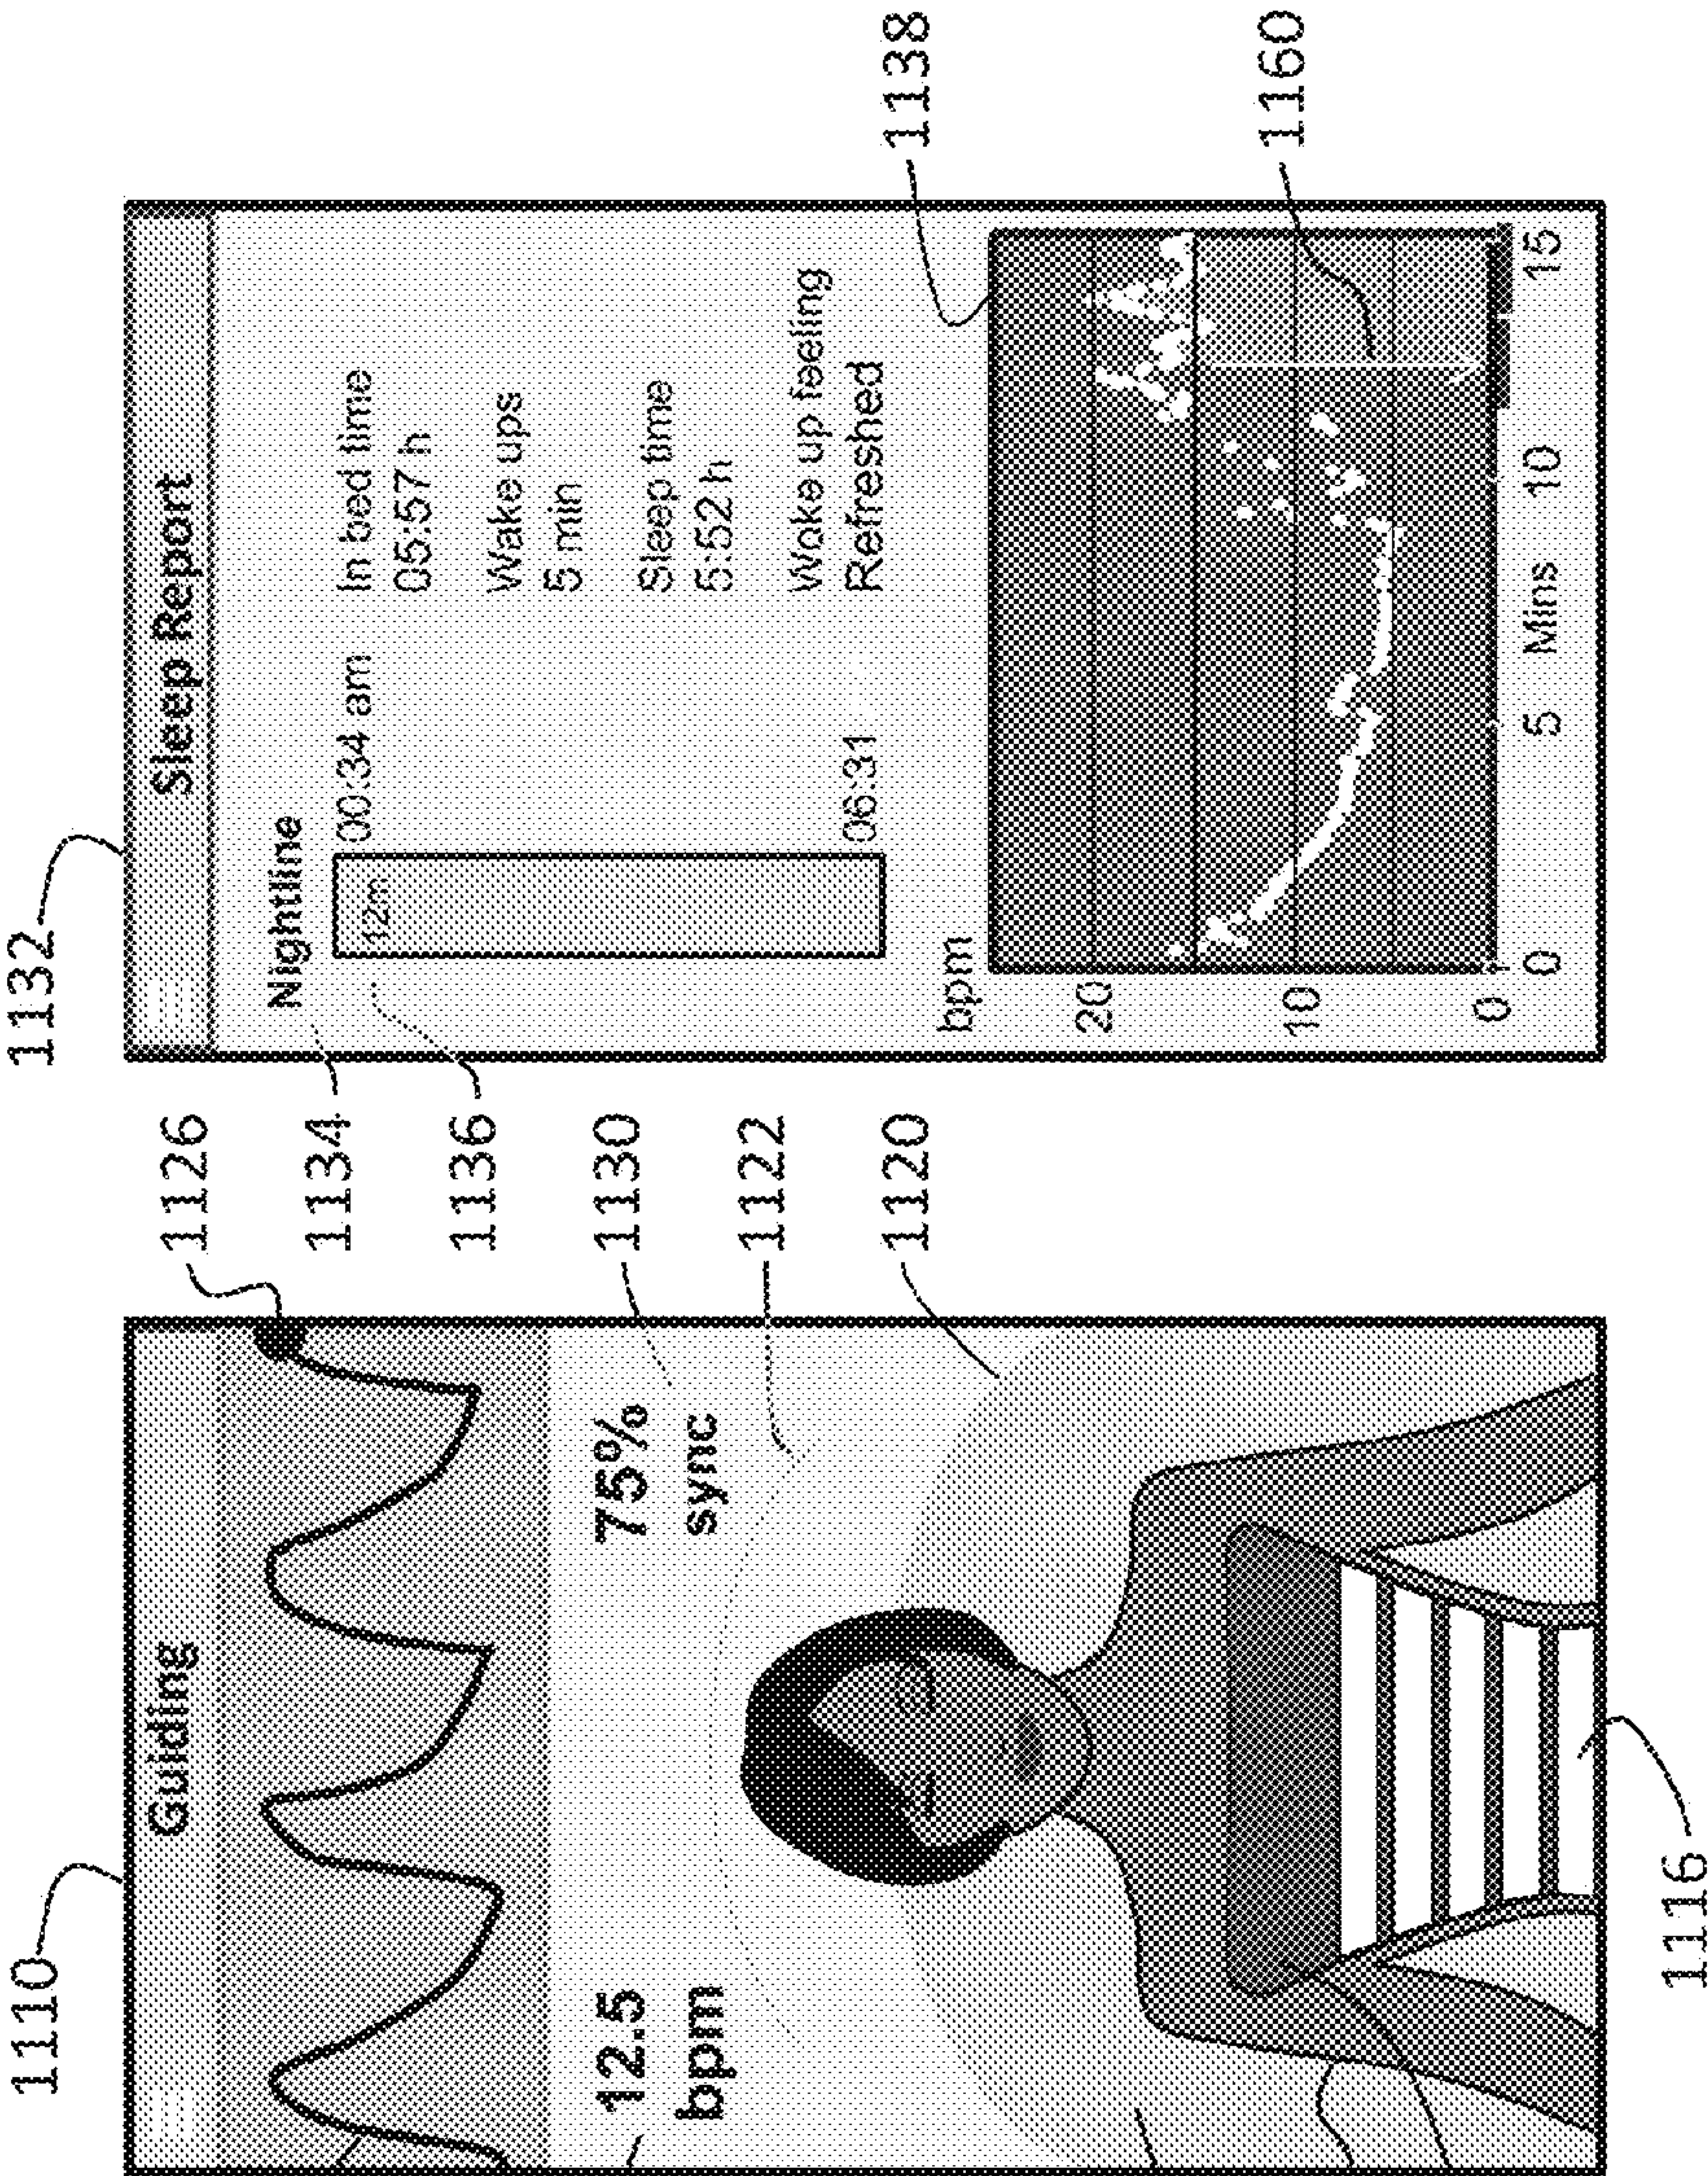 1110
Guiding
1126
12.5
bpm
75%
sync
1130
1122
1120
1116
1132
Sleep Report
1134
Nightline
1136
12m
00:34 am
06:31
In bed time
05:57 h
Wake ups
5 min
Sleep time
5:52 h
Wake up feeling
Refreshed
bpm
20
10
0
0 5 Mins 10 15
1138
1160